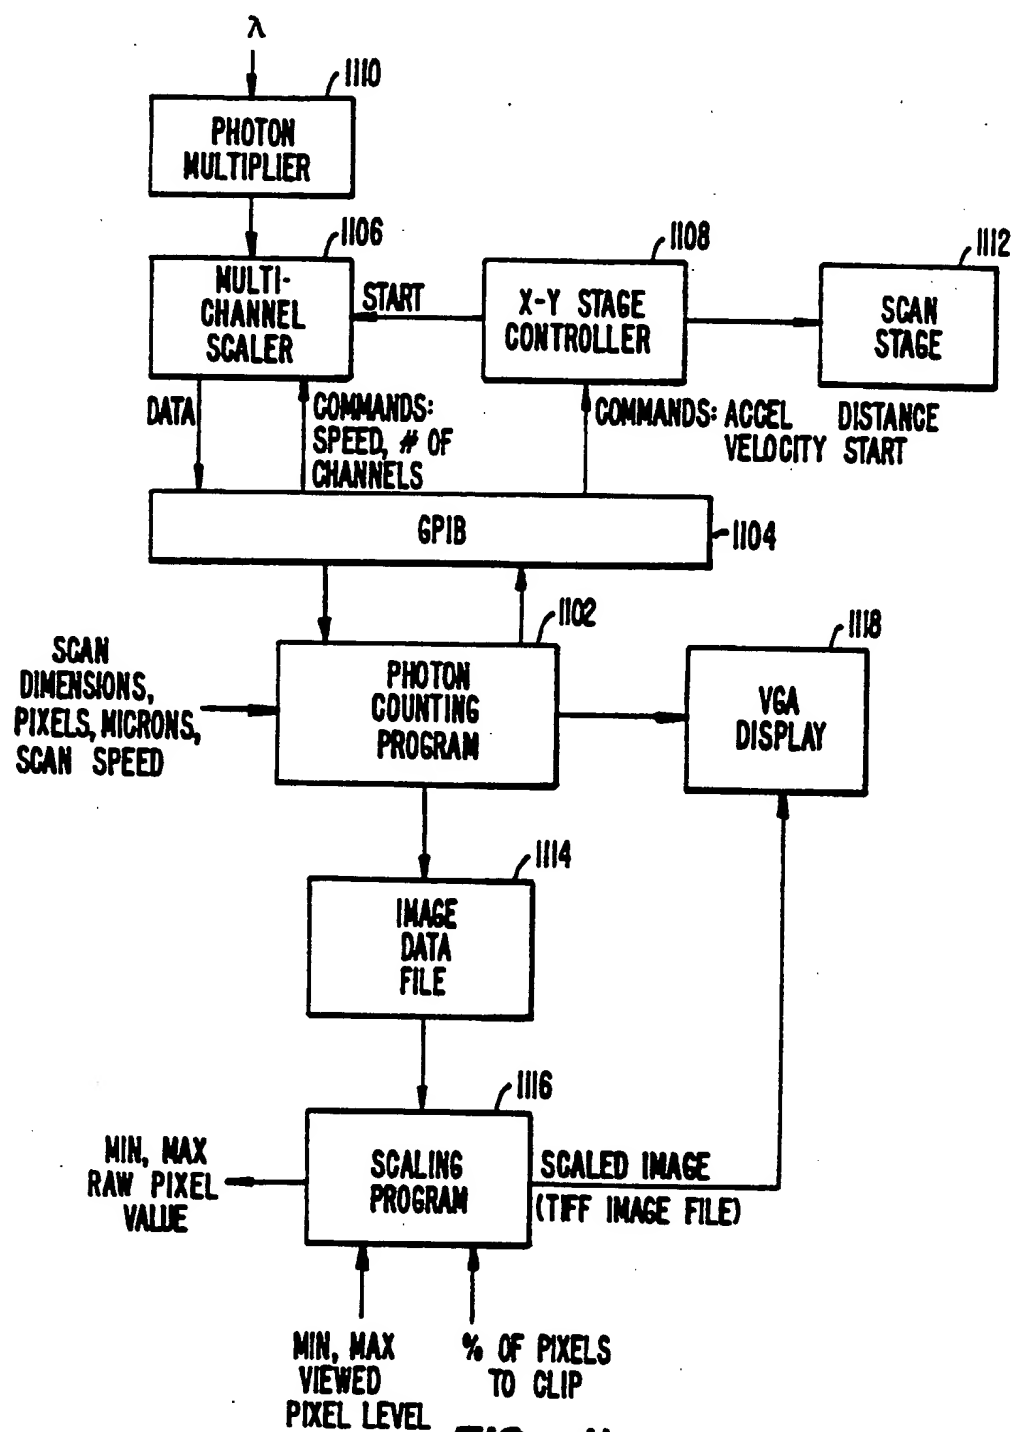 λ
1110
PHOTON
MULTIPLIER
1106
MULTI-
CHANNEL
SCALER
START
1108
X-Y STAGE
CONTROLLER
1112
SCAN
STAGE
DATA
COMMANDS:
SPEED, # OF
CHANNELS
COMMANDS: ACCEL DISTANCE
VELOCITY START
GPIB
1104
1102
SCAN
DIMENSIONS,
PIXELS, MICRONS,
SCAN SPEED
PHOTON
COUNTING
PROGRAM
1118
VGA
DISPLAY
1114
IMAGE
DATA
FILE
1116
MIN, MAX
RAW PIXEL
VALUE
SCALING
PROGRAM
SCALED IMAGE
(TIFF IMAGE FILE)
MIN, MAX
VIEWED
PIXEL LEVEL
% OF PIXELS
TO CLIP